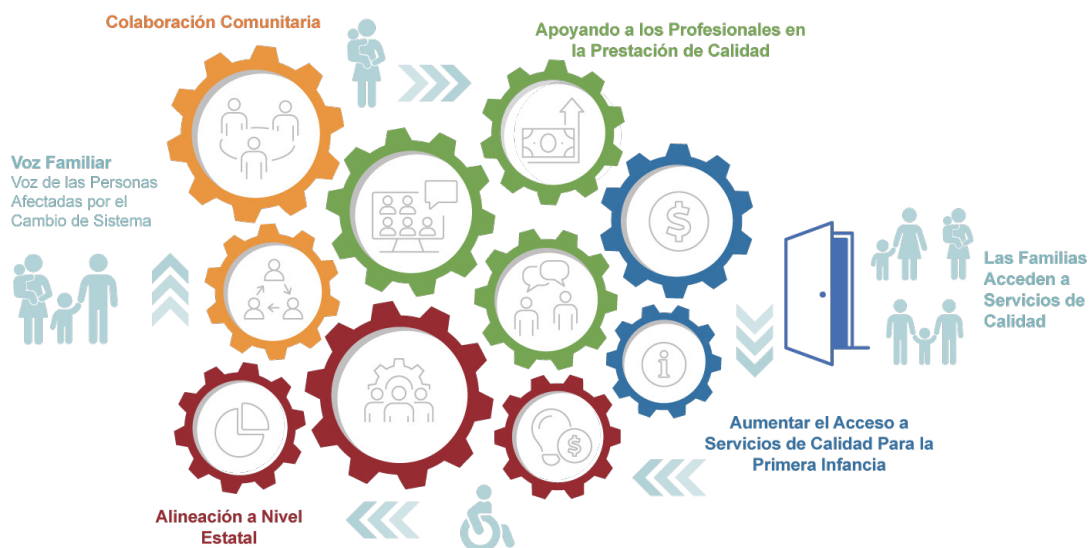 Colaboración Comunitaria
Apoyando a los Profesionales en
la Prestación de Calidad
Voz Familiar
Voz de las Personas
Afectadas por el
Cambio de Sistema
$
Las Familias
Acceden a
Servicios de
Calidad
i
$
Aumentar el Acceso a
Servicios de Calidad Para la
Primera Infancia
Alineación a Nivel
Estatal